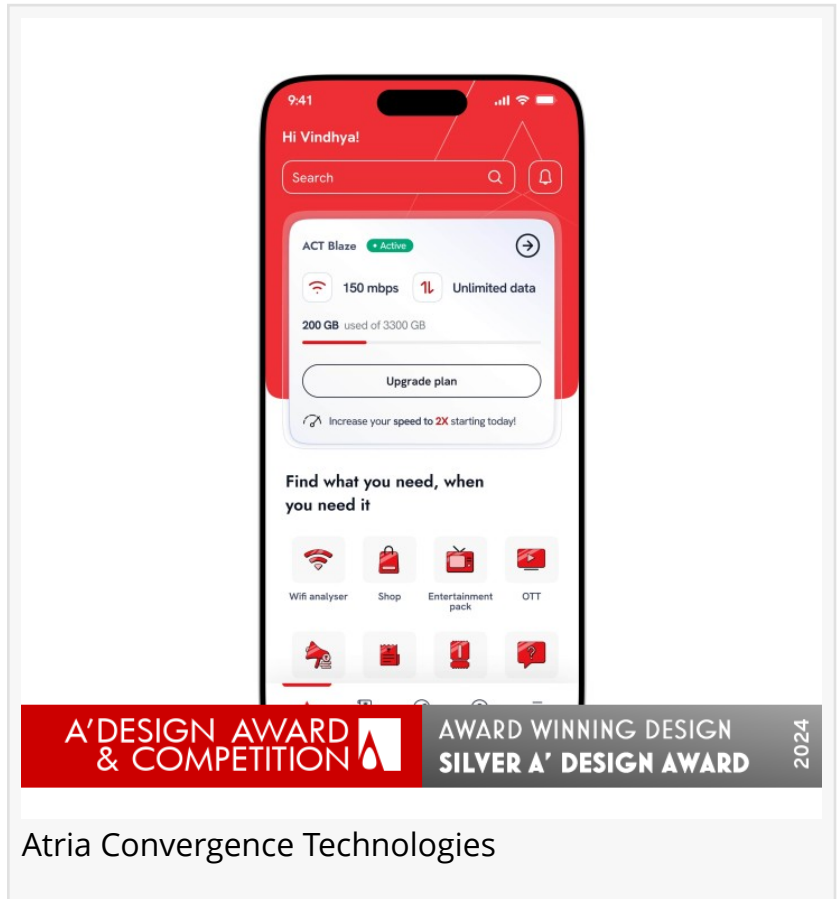 9:41
Hi Vindhya!
Search
ACT Blaze • Active
150 mbps Unlimited data
200 GB used of 3300 GB
Upgrade plan
Increase your speed to 2X starting today!
Find what you need, when
you need it
Wifi analyser Shop Entertainment OTT
pack
A'DESIGN AWARD
& COMPETITION
AWARD WINNING DESIGN
SILVER A' DESIGN AWARD
2024
Atria Convergence Technologies